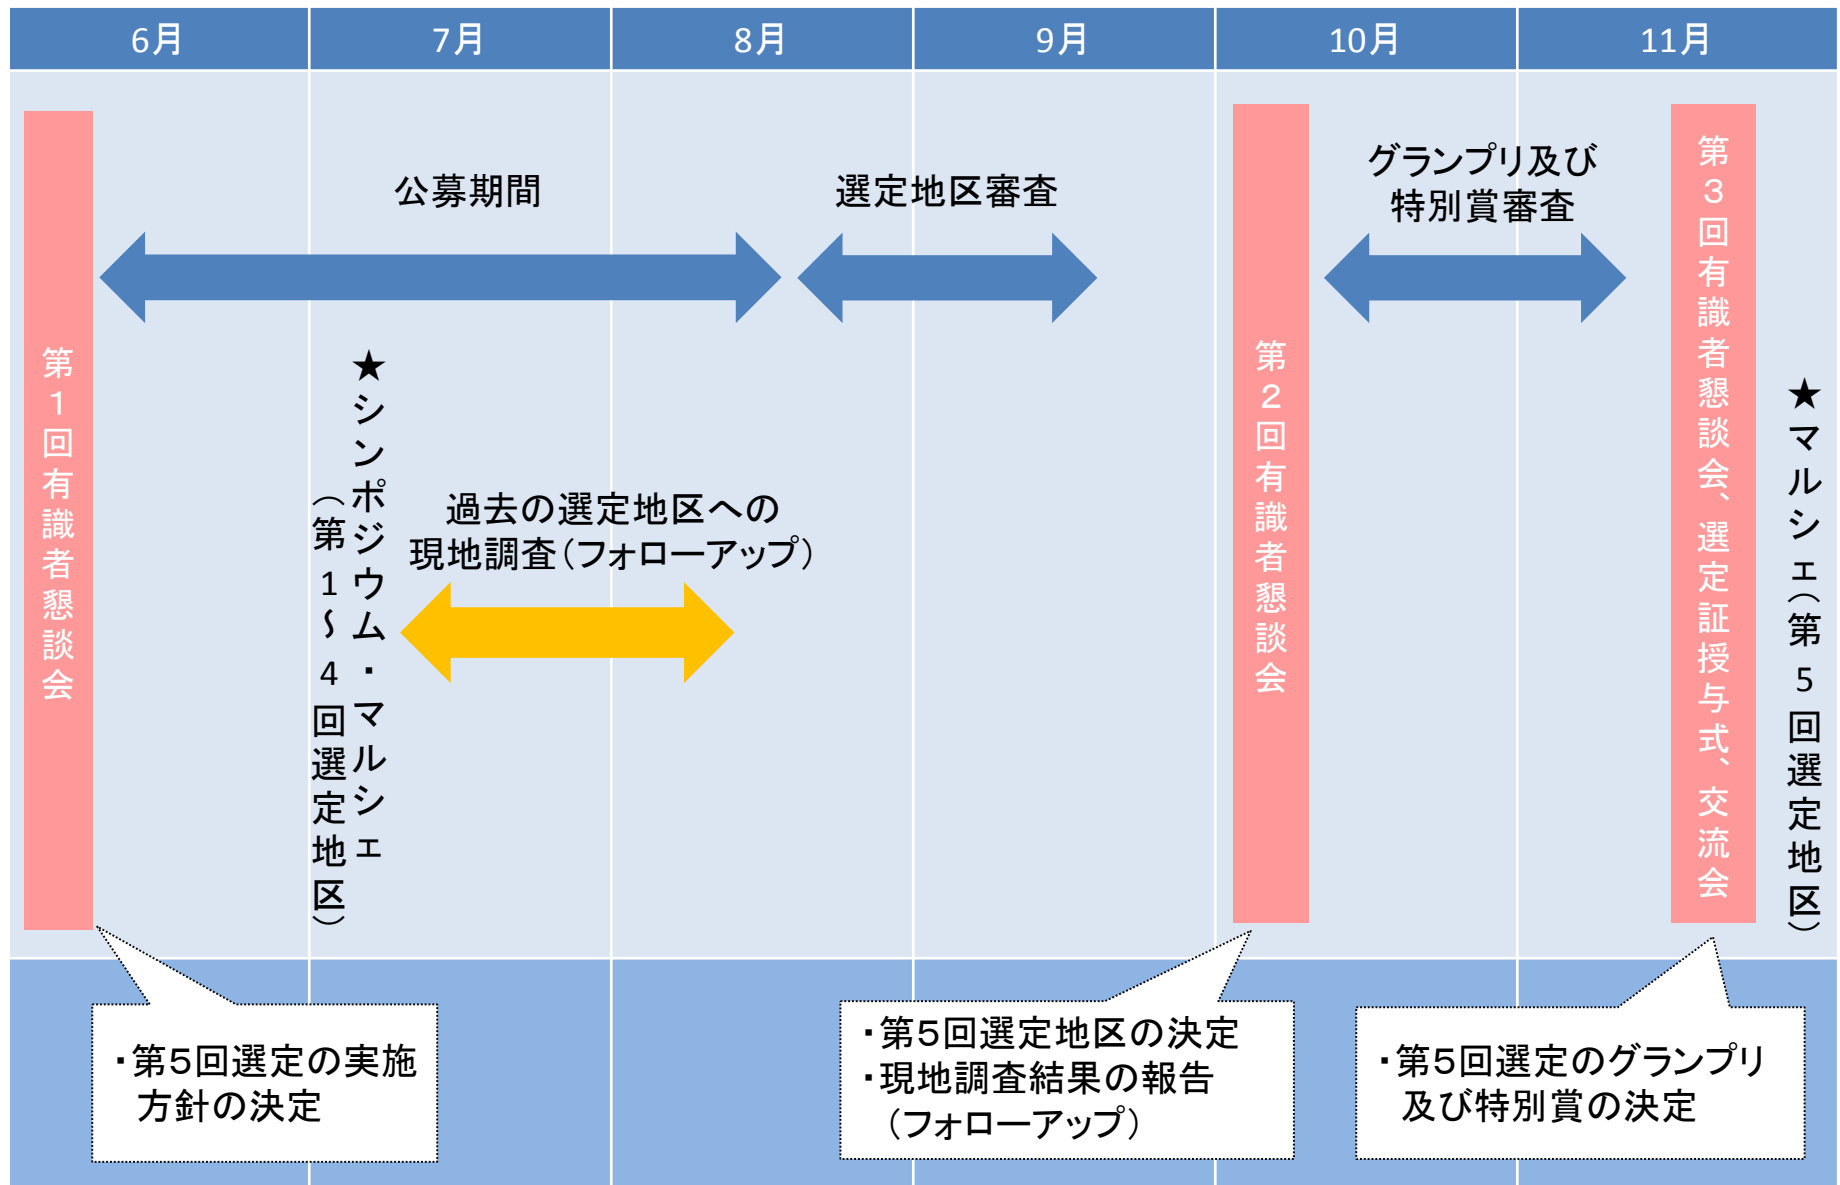 6月
7月
8月
9月
10月
11月
公募期間
選定地区審査
グランプリ及び
特別賞審査
第１回有識者懇談会
★シンポジウム・マルシェ
（第1～4回選定地区）
過去の選定地区への
現地調査（フォローアップ）
第２回有識者懇談会
第３回有識者懇談会、選定証授与式、交流会
★マルシェ（第5回選定地区）
・第5回選定の実施
方針の決定
・第5回選定地区の決定
・現地調査結果の報告
（フォローアップ）
・第5回選定のグランプリ
及び特別賞の決定